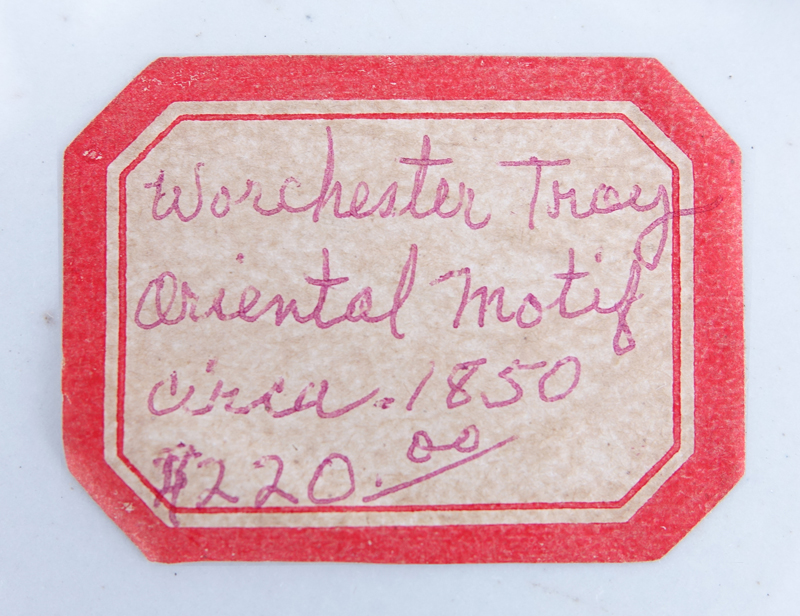 Worchester Tray
Oriental Motif
circa. 1850
$220.00